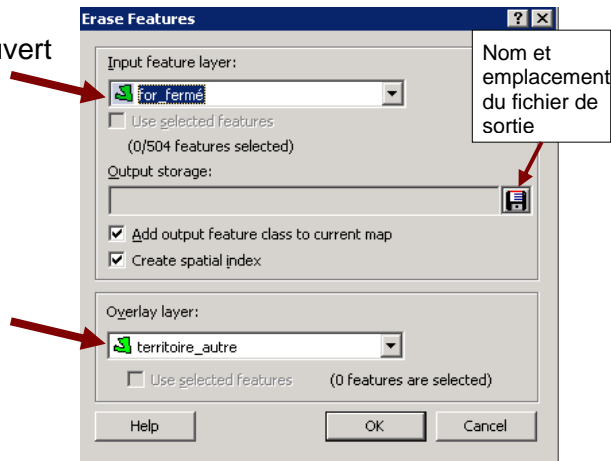 Erase Features
uvert
Input feature layer:
for_fermé
Use selected features
(0/504 features selected)
Output storage:
Add output feature class to current map
Create spatial index
Nom et
emplacement
du fichier de
sortie
Overlay layer:
territoire_autre
Use selected features (0 features are selected)
Help OK Cancel